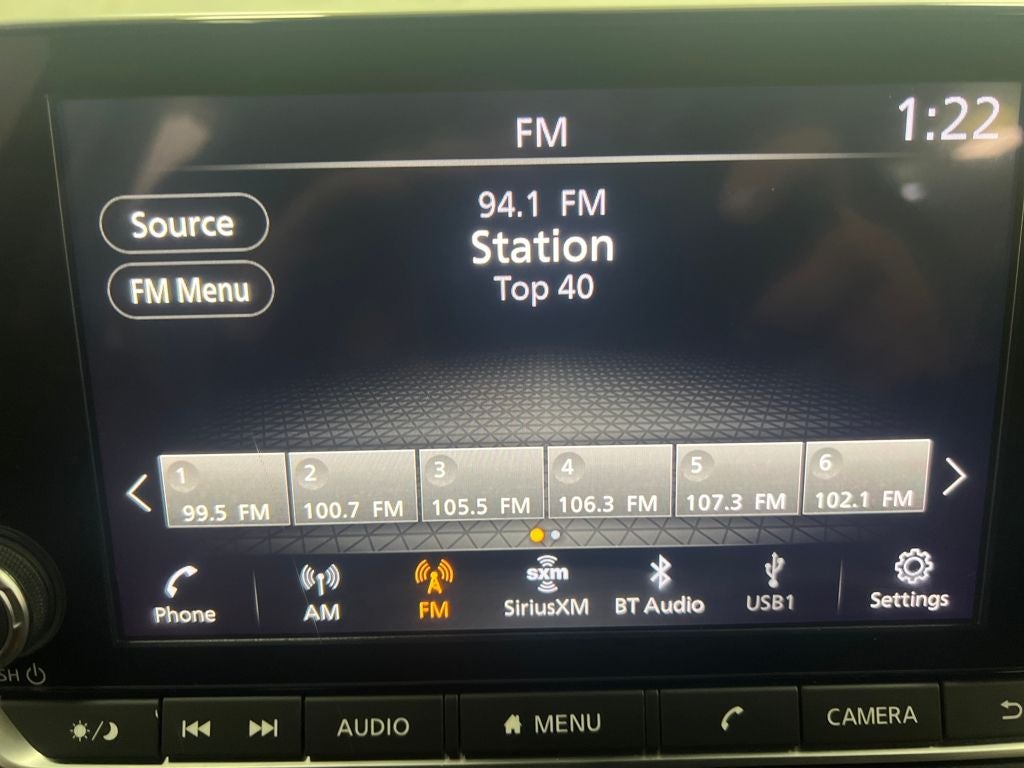 FM
1:22
Source
FM Menu
94.1 FM
Station
Top 40
1
99.5 FM
2
100.7 FM
3
105.5 FM
4
106.3 FM
5
107.3 FM
6
102.1 FM
Phone
AM
FM
sxm
SiriusXM
BT Audio
USB1
Settings
SH
AUDIO
MENU
CAMERA